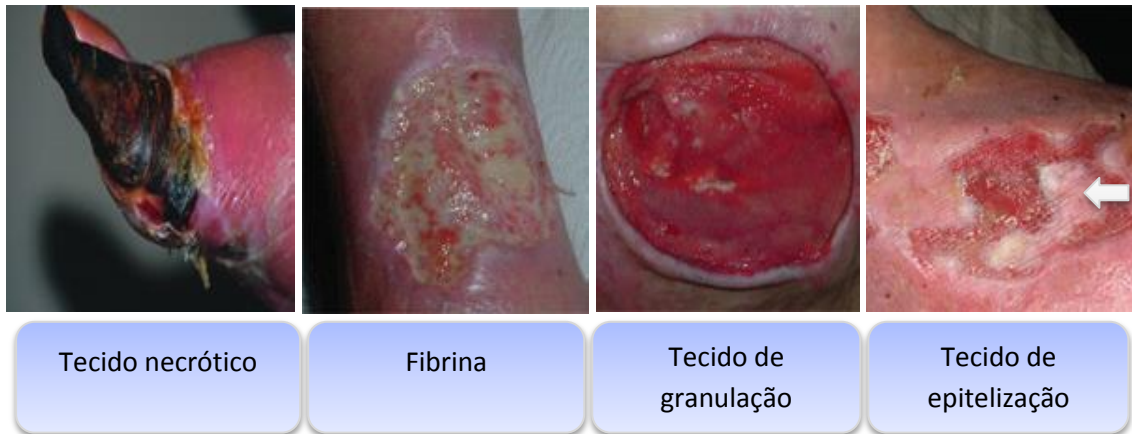 Tecido necrótico
Fibrina
Tecido de
granulação
Tecido de
epitelização